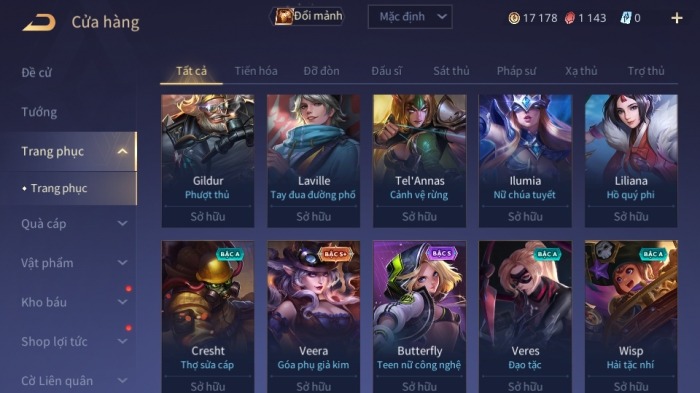 Cửa hàng
Đổi mảnh
Mặc định
17 178
1 143
0
Đề cử
Tướng
Trang phục
Trang phục
Quà cáp
Vật phẩm
Kho báu
Shop lợi tức
Cờ Liên quân
Tất cả
Tiến hóa
Đỡ đòn
Đấu sĩ
Sát thủ
Pháp sư
Xạ thủ
Trợ thủ
Gildur
Phượt thủ
Sở hữu
Laville
Tay đua đường phố
Sở hữu
Tel'Annas
Cảnh vệ rừng
Sở hữu
Ilumia
Nữ chúa tuyết
Sở hữu
Liliana
Hồ quý phi
Sở hữu
BẬC A
Cresht
Thợ sửa cáp
Sở hữu
BẬC S+
Veera
Góa phụ giả kim
Sở hữu
BẬC S
Butterfly
Teen nữ công nghệ
Sở hữu
BẬC A
Veres
Đạo tặc
Sở hữu
BẬC A
Wisp
Hải tặc nhí
Sở hữu